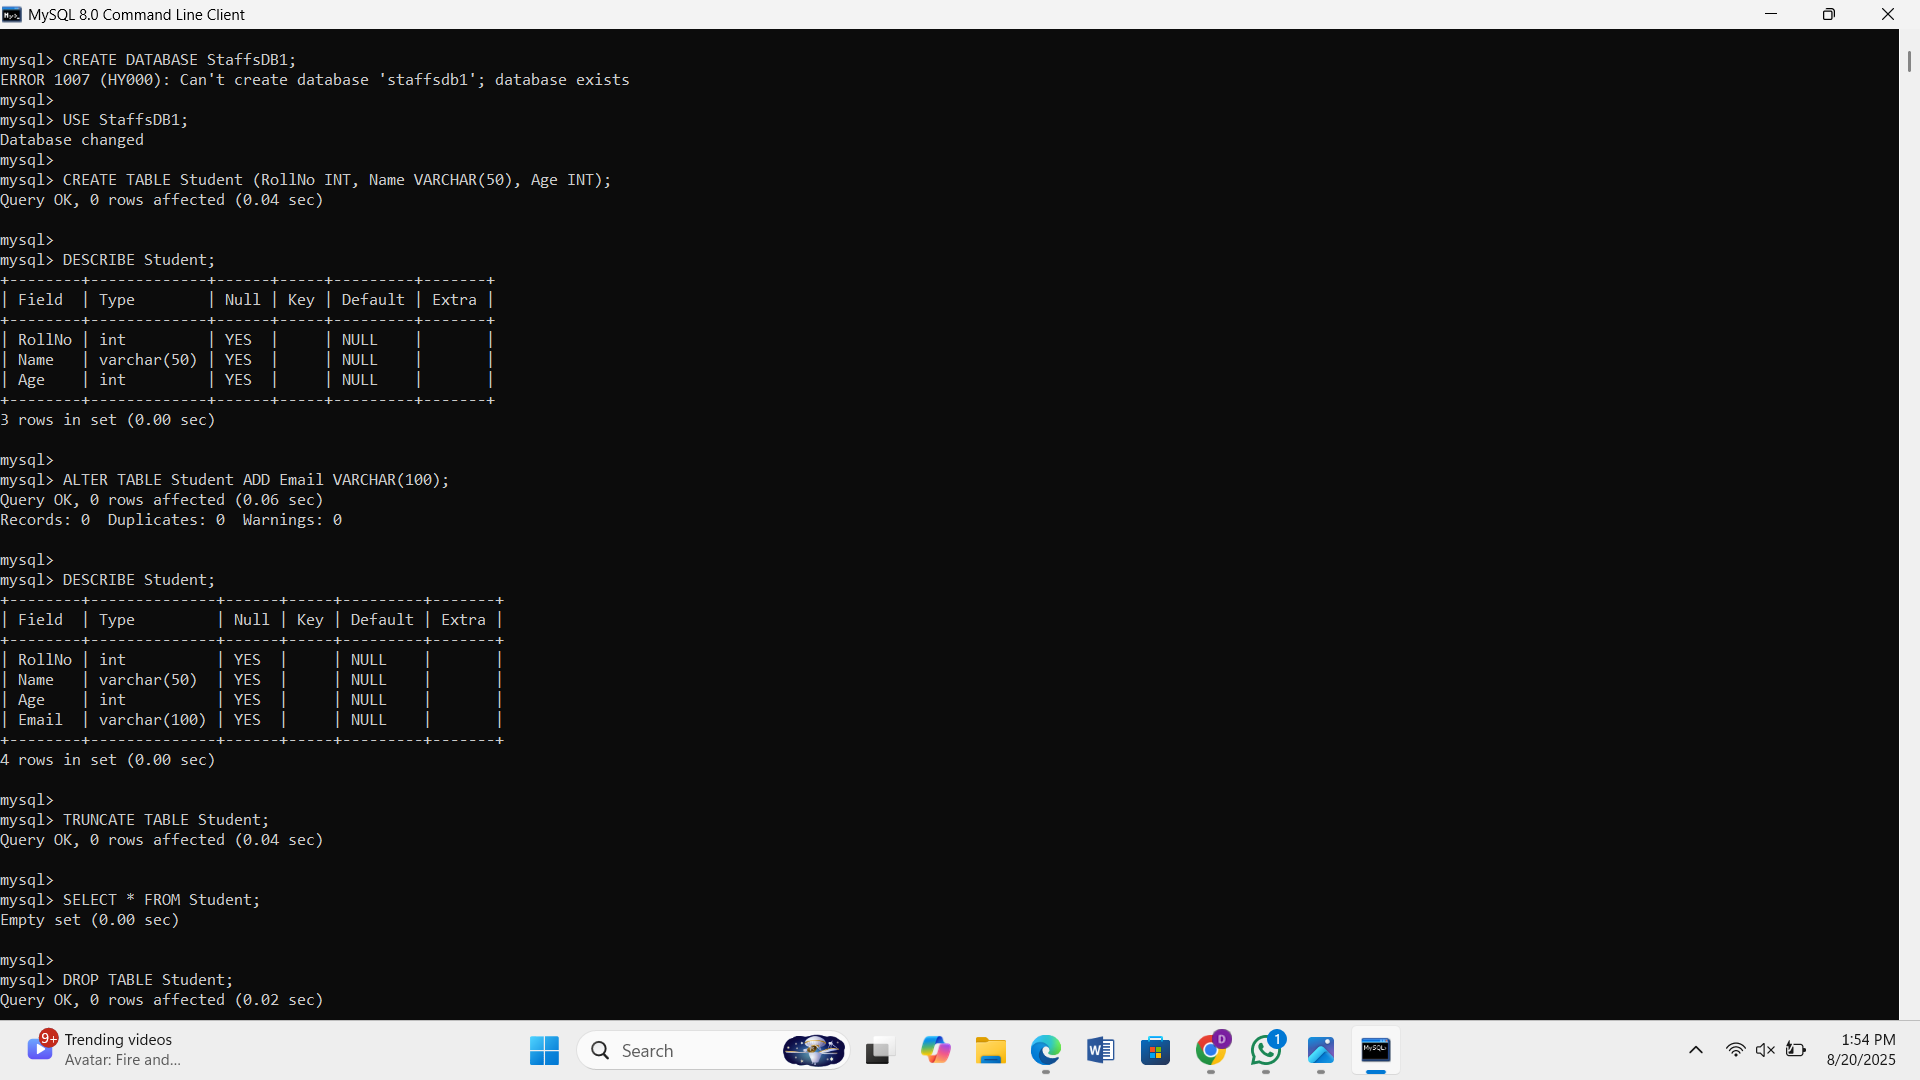 MySQL 8.0 Command Line Client
mysql> CREATE DATABASE StaffsDB1;
ERROR 1007 (HY000): Can't create database 'staffsdb1'; database exists
mysql>
mysql> USE StaffsDB1;
Database changed
mysql>
mysql> CREATE TABLE Student (RollNo INT, Name VARCHAR(50), Age INT);
Query OK, 0 rows affected (0.04 sec)
mysql>
mysql> DESCRIBE Student;
+--------+-------------+------+-----+---------+-------+
| Field  | Type        | Null | Key | Default | Extra |
+--------+-------------+------+-----+---------+-------+
| RollNo | int         | YES  |     | NULL    |       |
| Name   | varchar(50) | YES  |     | NULL    |       |
| Age    | int         | YES  |     | NULL    |       |
+--------+-------------+------+-----+---------+-------+
3 rows in set (0.00 sec)
mysql>
mysql> ALTER TABLE Student ADD Email VARCHAR(100);
Query OK, 0 rows affected (0.06 sec)
Records: 0  Duplicates: 0  Warnings: 0
mysql>
mysql> DESCRIBE Student;
+--------+--------------+------+-----+---------+-------+
| Field  | Type         | Null | Key | Default | Extra |
+--------+--------------+------+-----+---------+-------+
| RollNo | int          | YES  |     | NULL    |       |
| Name   | varchar(50)  | YES  |     | NULL    |       |
| Age    | int          | YES  |     | NULL    |       |
| Email  | varchar(100) | YES  |     | NULL    |       |
+--------+--------------+------+-----+---------+-------+
4 rows in set (0.00 sec)
mysql>
mysql> TRUNCATE TABLE Student;
Query OK, 0 rows affected (0.04 sec)
mysql>
mysql> SELECT * FROM Student;
Empty set (0.00 sec)
mysql>
mysql> DROP TABLE Student;
Query OK, 0 rows affected (0.02 sec)
9+
Trending videos
Avatar: Fire and...
Search
W
D
1
MySQL
1:54 PM
8/20/2025